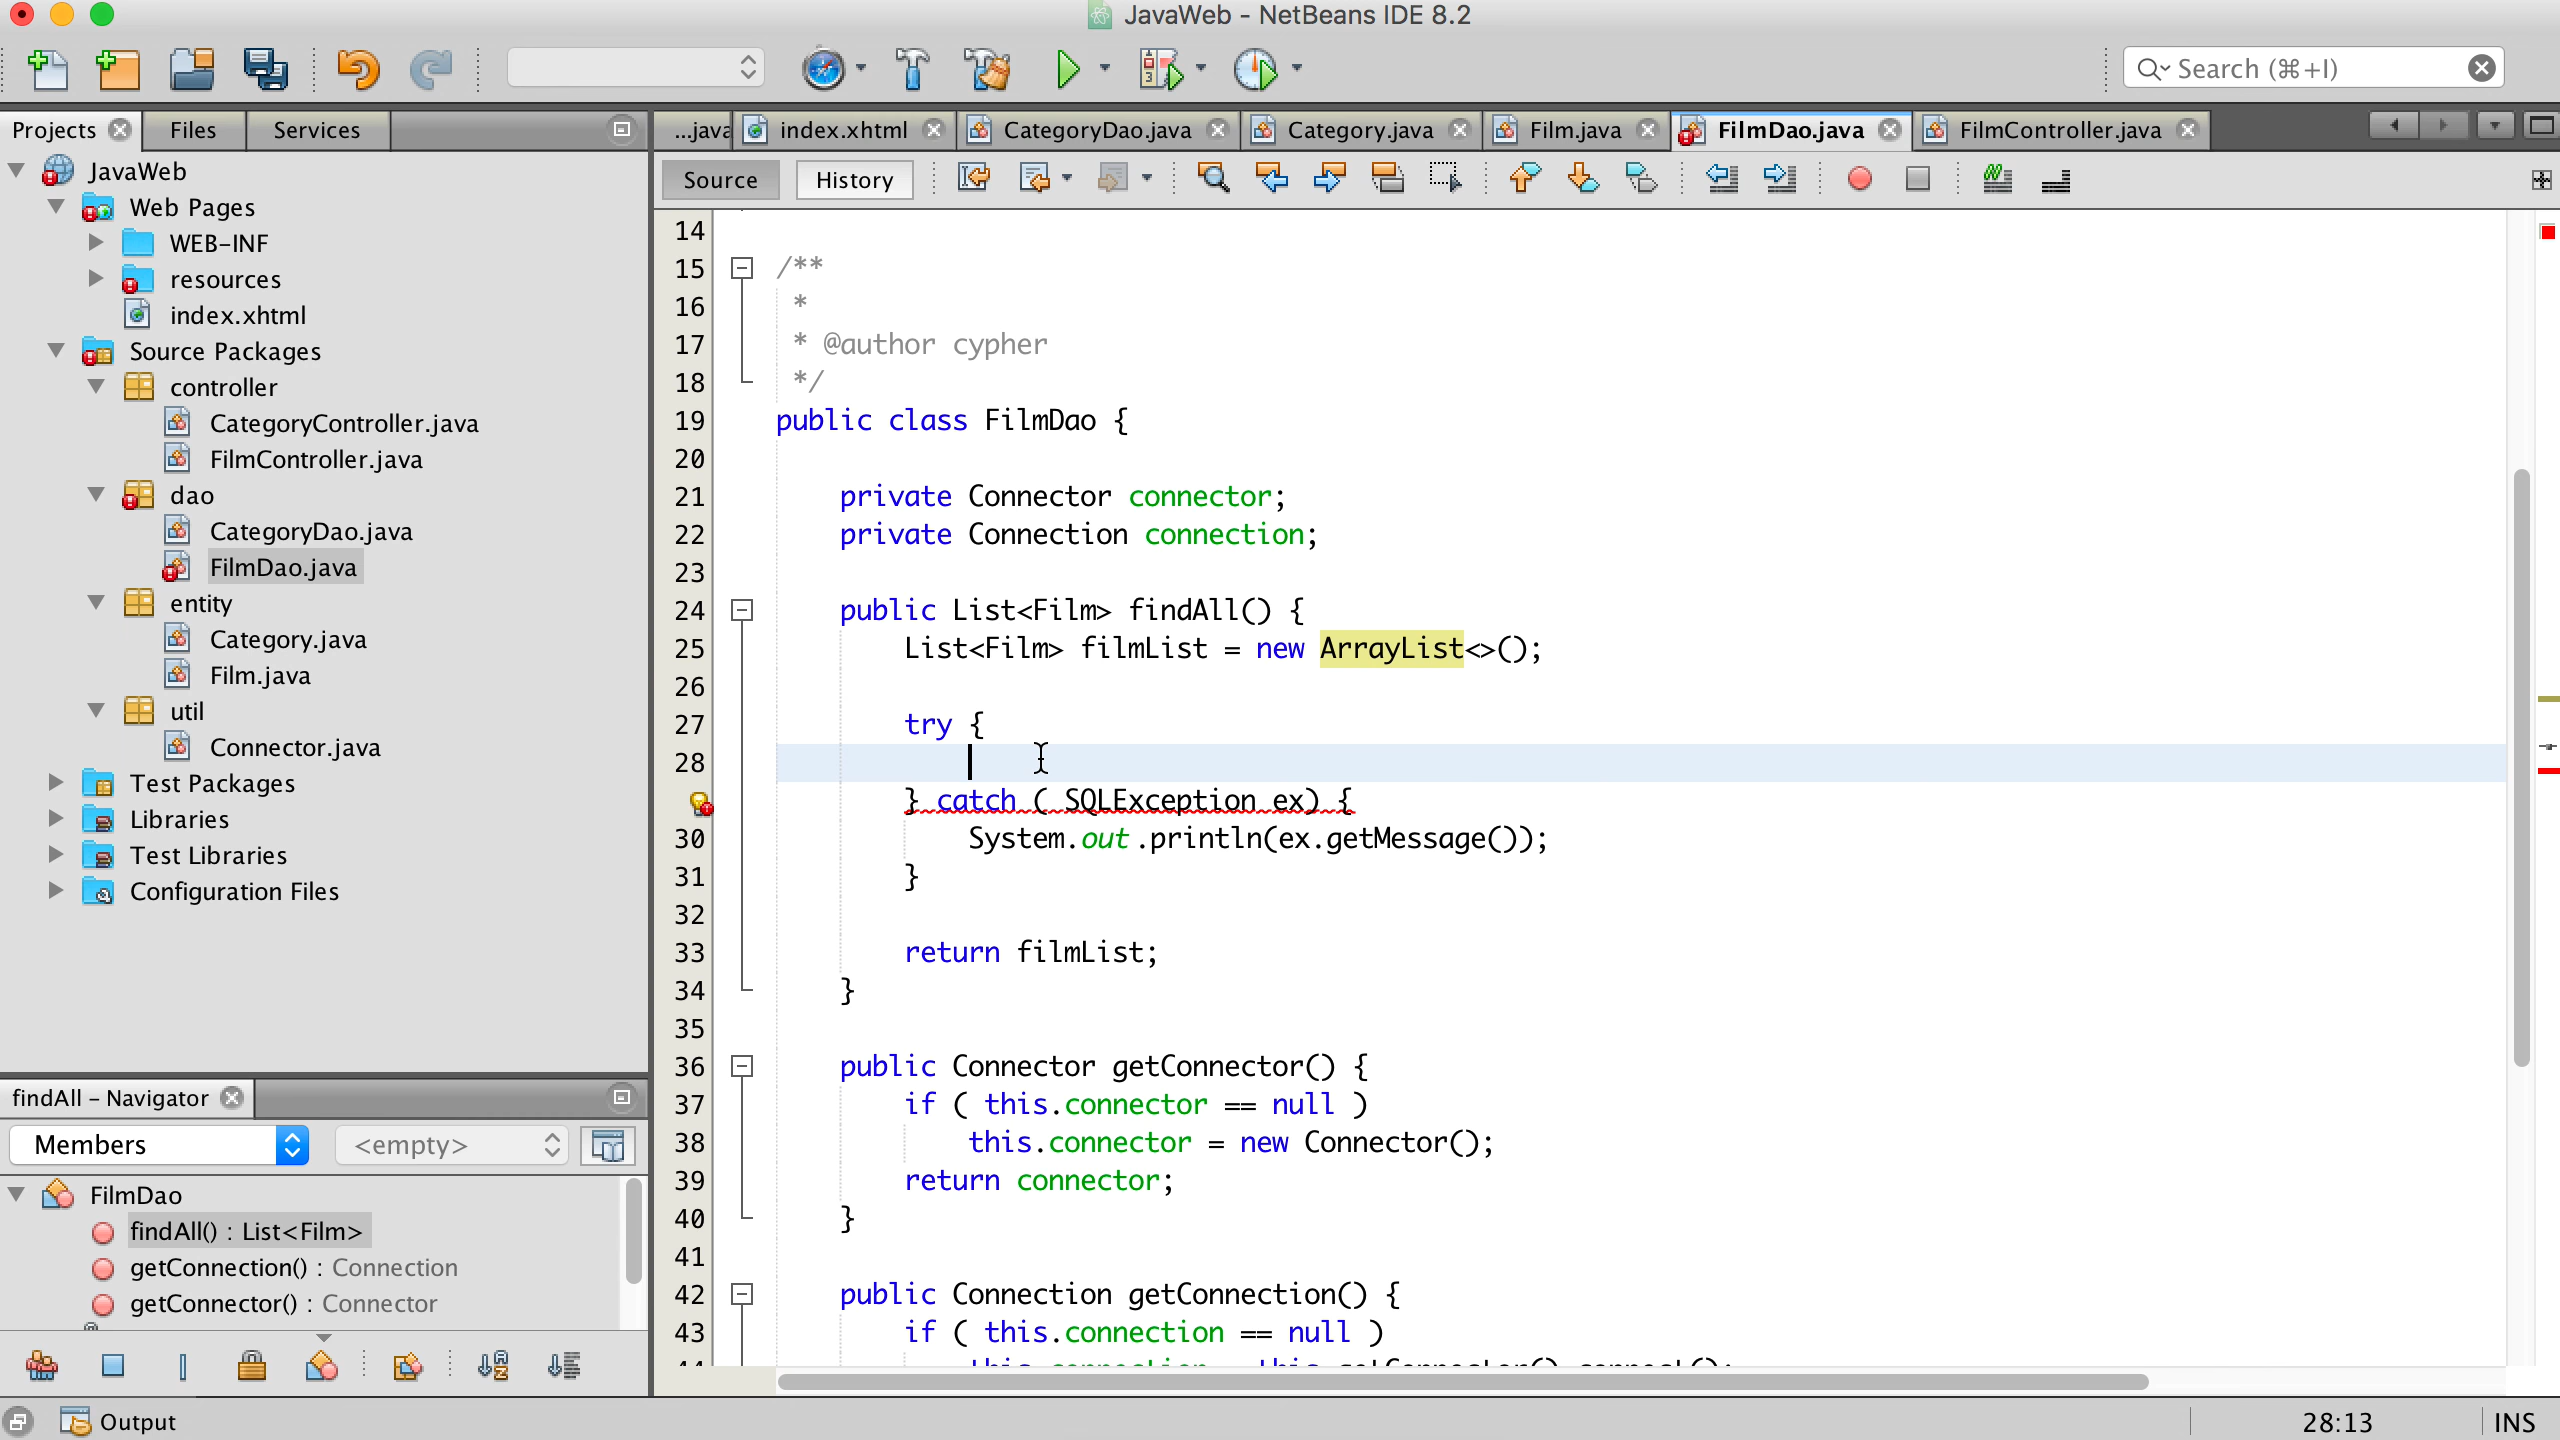 JavaWeb - NetBeans IDE 8.2
Search (⌘+I)
Projects Files Services
...java index.xhtml CategoryDao.java Category.java Film.java FilmDao.java FilmController.java
Source History
JavaWeb
Web Pages
WEB-INF
resources
index.xhtml
Source Packages
controller
CategoryController.java
FilmController.java
dao
CategoryDao.java
FilmDao.java
entity
Category.java
Film.java
util
Connector.java
Test Packages
Libraries
Test Libraries
Configuration Files
findAll - Navigator
Members <empty>
FilmDao
findAll() : List<Film>
getConnection() : Connection
getConnector() : Connector
14
15 /**
16 *
17 * @author cypher
18 */
19 public class FilmDao {
20
21 private Connector connector;
22 private Connection connection;
23
24 public List<Film> findAll() {
25 List<Film> filmList = new ArrayList<>();
26
27 try {
28
} catch ( SQLException ex) {
30 System.out.println(ex.getMessage());
31 }
32
33 return filmList;
34 }
35
36 public Connector getConnector() {
37 if ( this.connector == null )
38 this.connector = new Connector();
39 return connector;
40 }
41
42 public Connection getConnection() {
43 if ( this.connection == null )
Output
28:13 INS